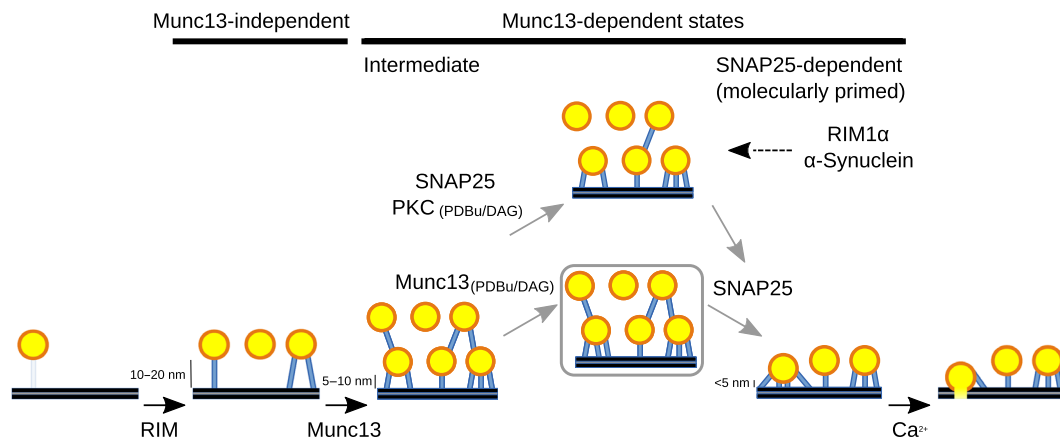 Munc13-independent
Munc13-dependent states
Intermediate
SNAP25-dependent
(molecularly primed)
RIM1α
α-Synuclein
SNAP25
PKC (PDBu/DAG)
Munc13(PDBu/DAG)
SNAP25
10–20 nm
5–10 nm
<5 nm
RIM
Munc13
Ca2+